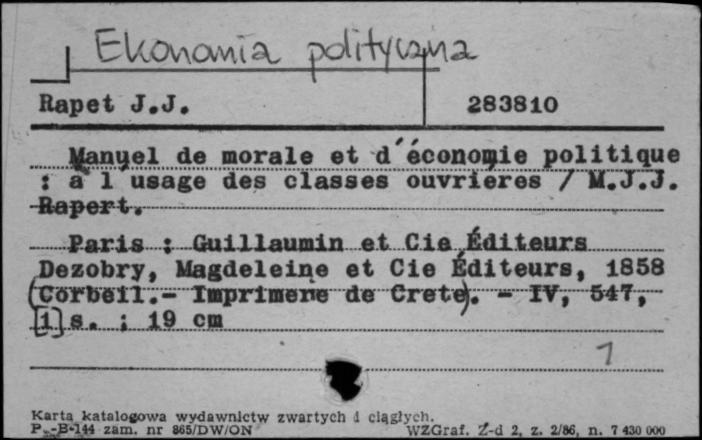 Ekonomia polityczna
Rapet J.J. 283810
Manuel de morale et d'économie politique
: à l'usage des classes ouvrieres / M.J.J.
Rapert.
Paris : Guillaumin et Cie Éditeurs
Dezobry, Magdeleine et Cie Éditeurs, 1858
(Corbeil.- Imprimerie de Crete). - IV, 547,
[1] s. ; 19 cm
1
Karta katalogowa wydawnictw zwartych i ciągłych.
P.-B-144 zam. nr 865/DW/ON WZGraf. Z-d 2, z. 2/86, n. 7 430 000